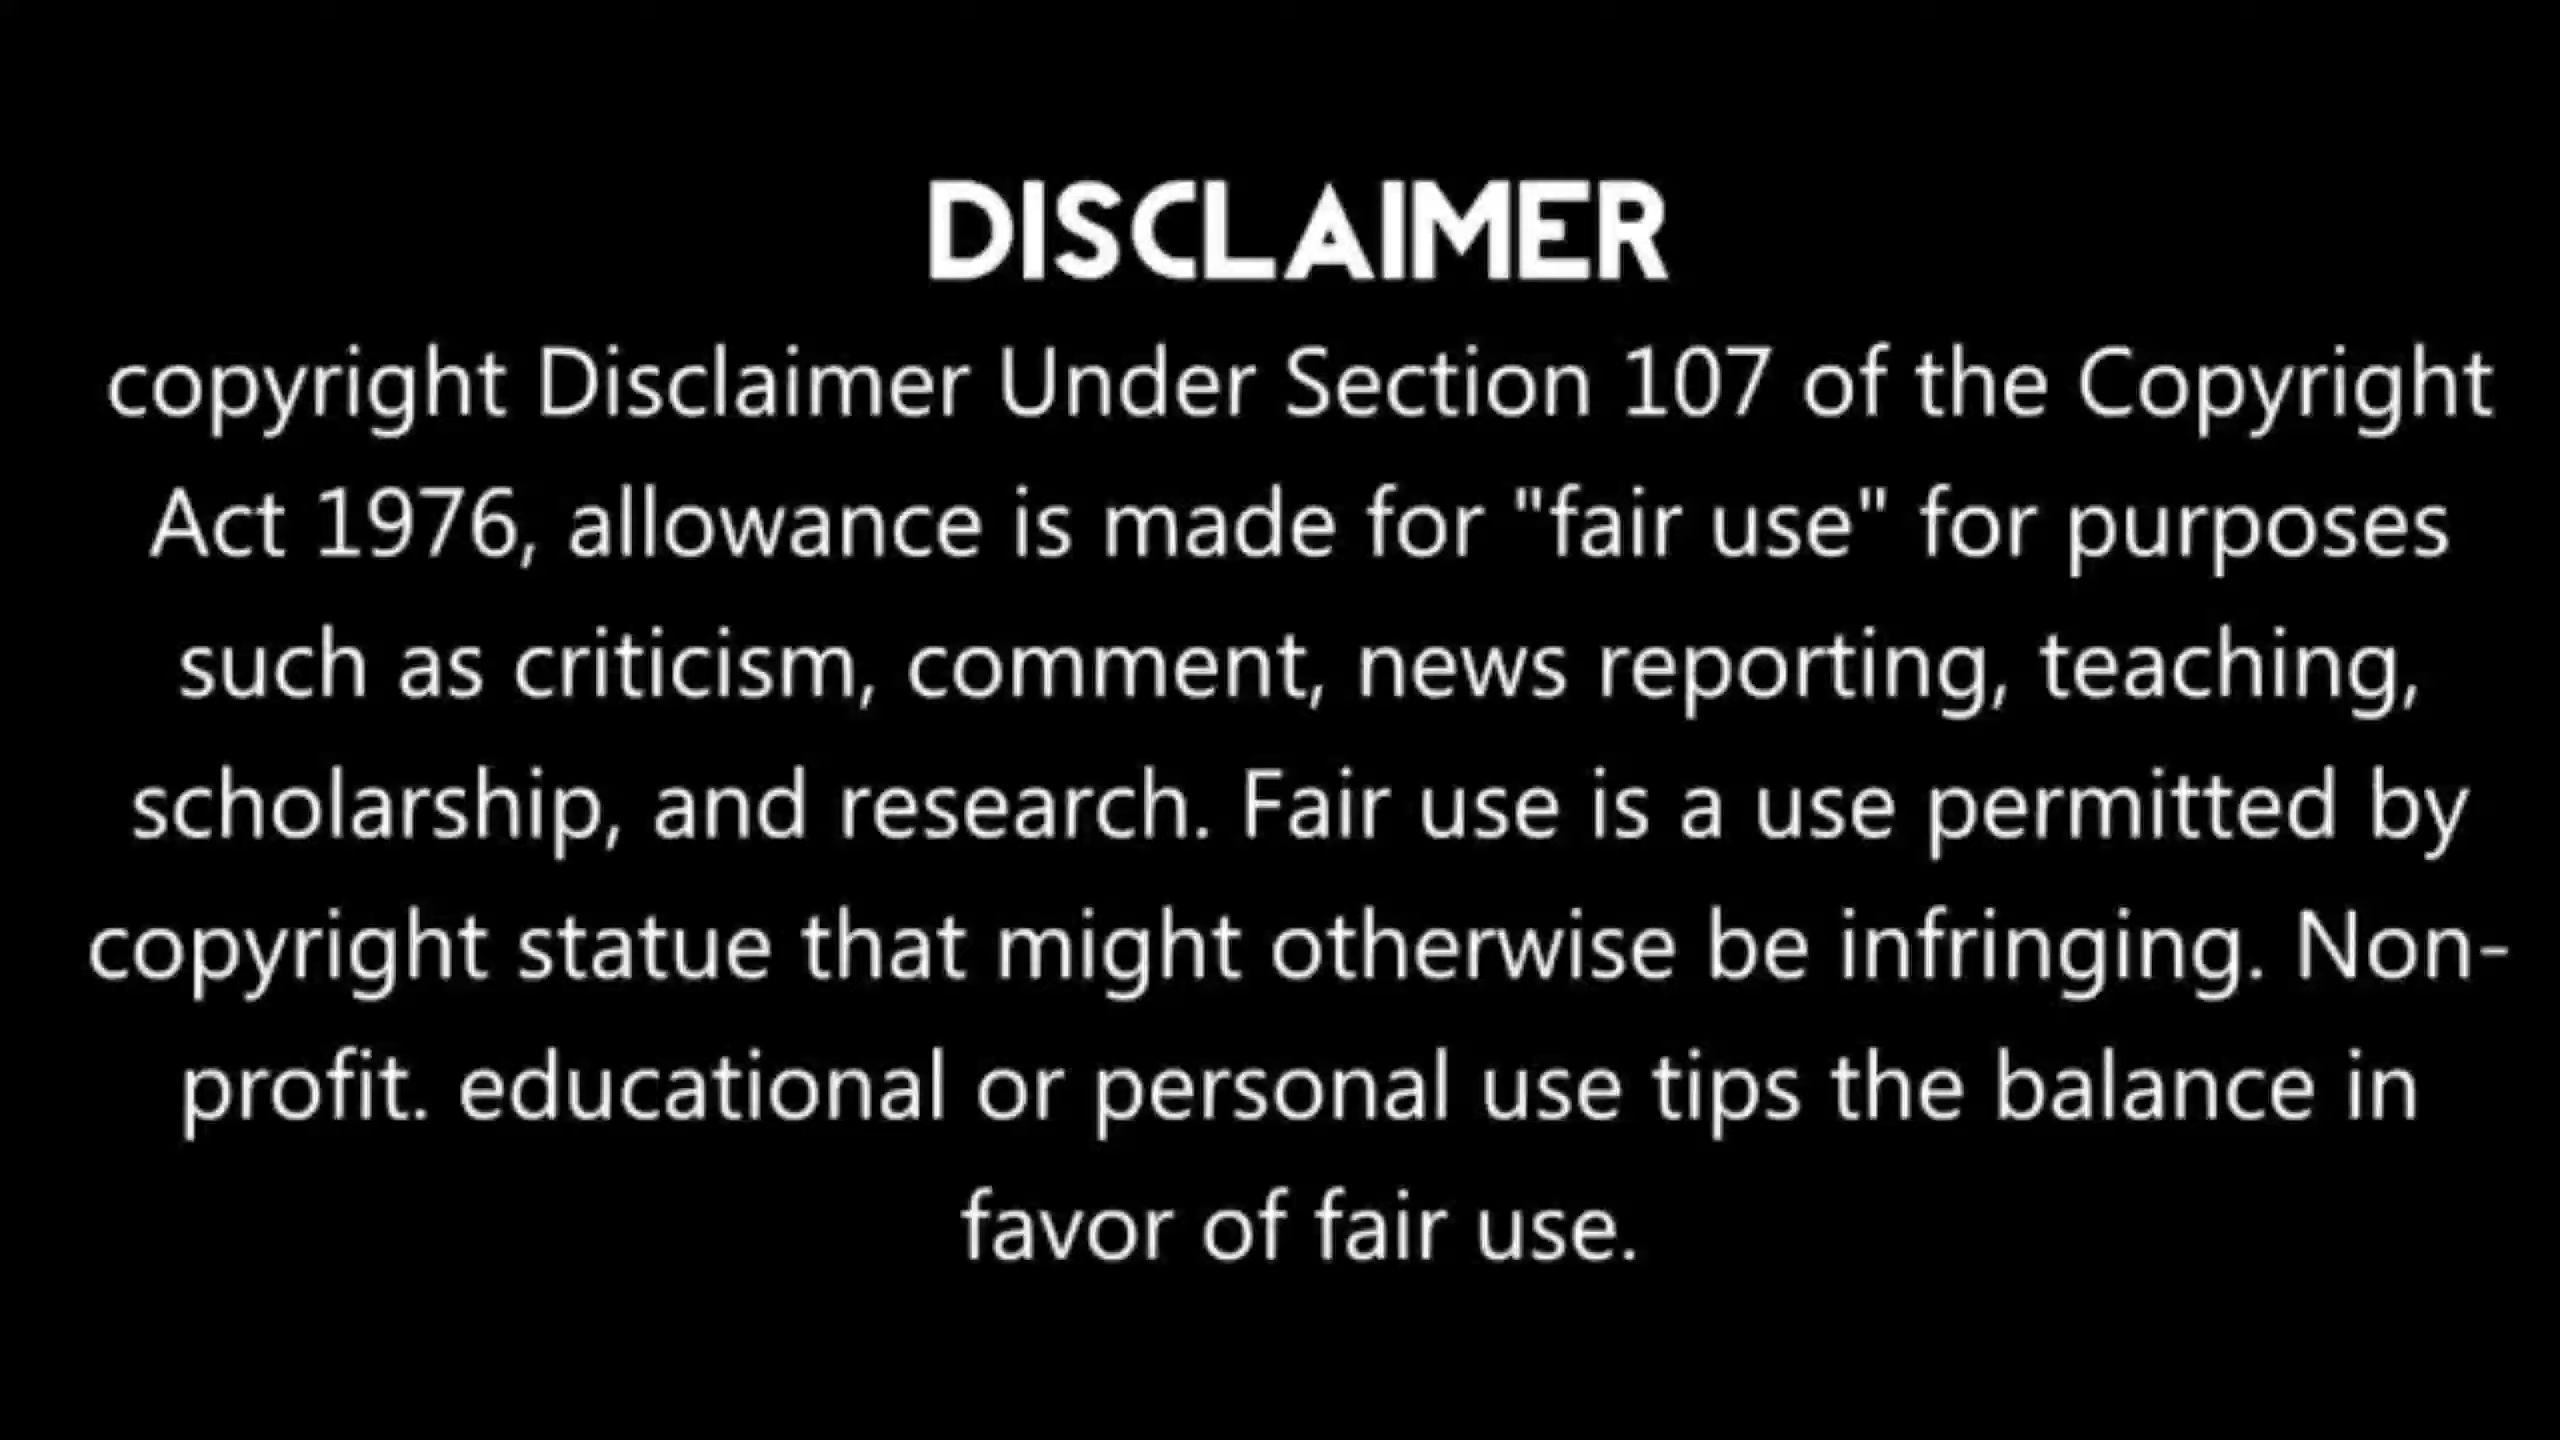 DISCLAIMER
copyright Disclaimer Under Section 107 of the Copyright
Act 1976, allowance is made for "fair use" for purposes
such as criticism, comment, news reporting, teaching,
scholarship, and research. Fair use is a use permitted by
copyright statue that might otherwise be infringing. Non-
profit. educational or personal use tips the balance in
favor of fair use.